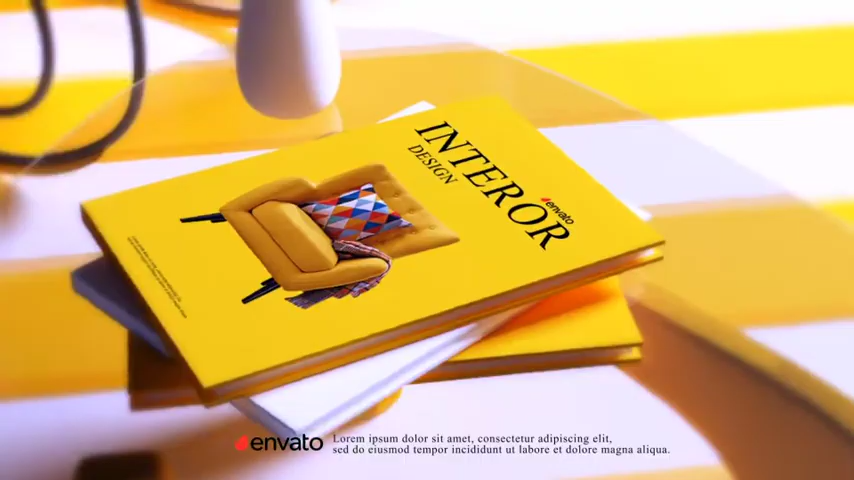 INTEROR
DESIGN
envato
envato
Lorem ipsum dolor sit amet, consectetur adipiscing elit,
sed do eiusmod tempor incididunt ut labore et dolore magna aliqua.